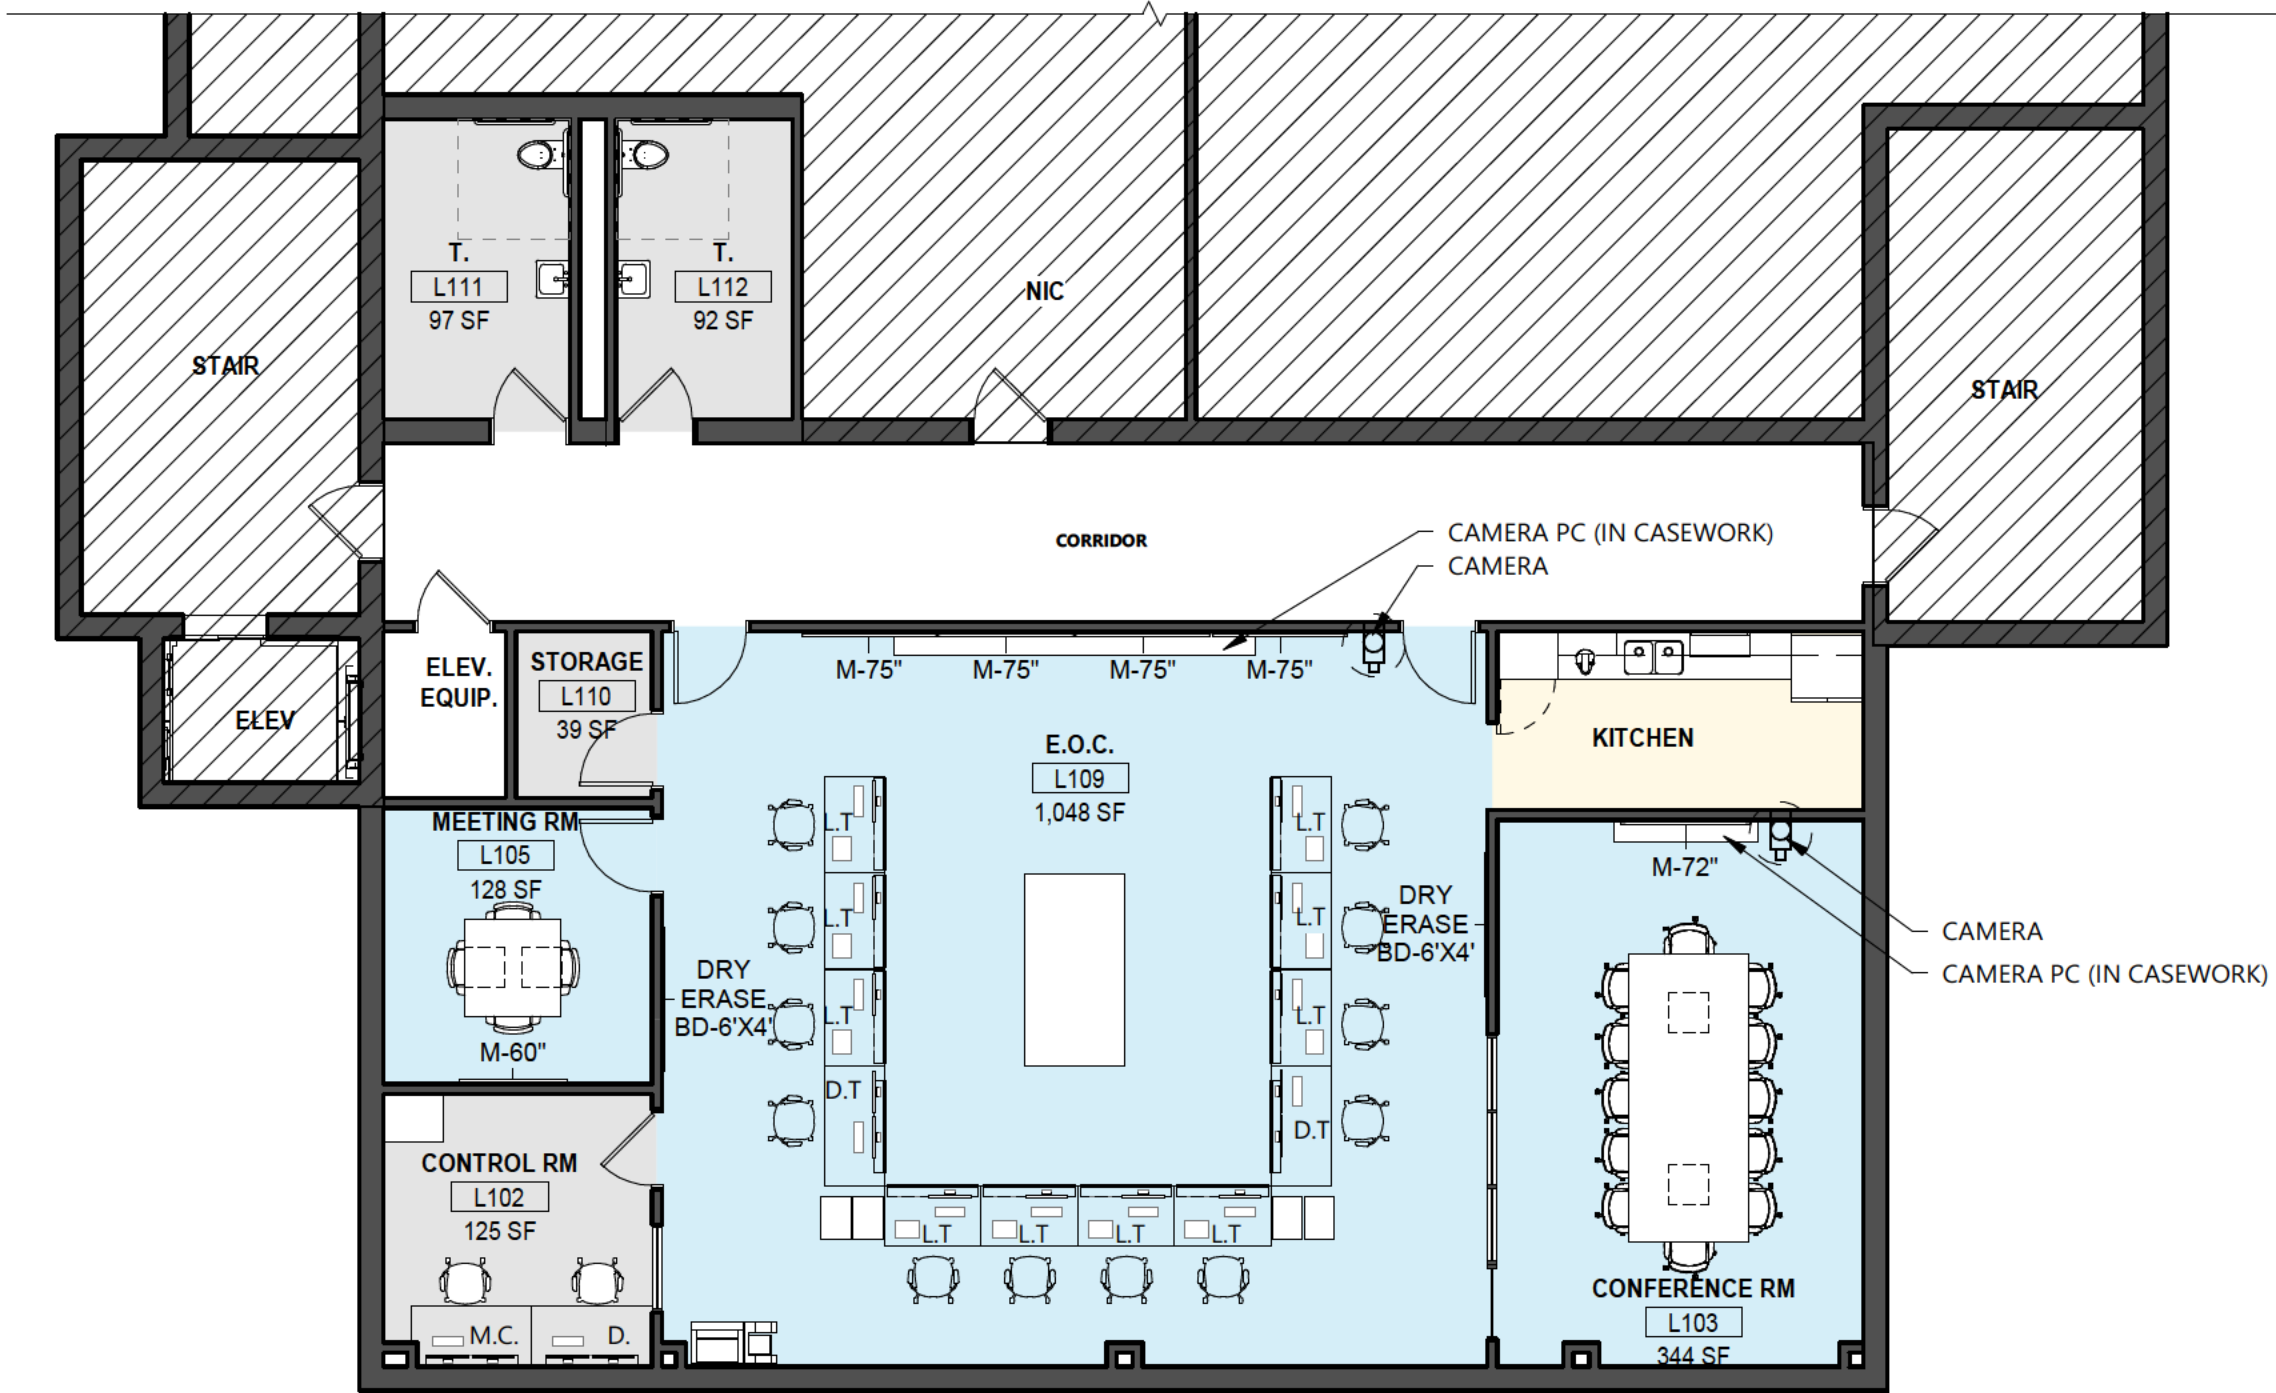 T.
L111
97 SF
T.
L112
92 SF
NIC
STAIR
STAIR
CORRIDOR
CAMERA PC (IN CASEWORK)
CAMERA
ELEV.
EQUIP.
STORAGE
L110
39 SF
ELEV
M-75"
M-75"
M-75"
M-75"
KITCHEN
E.O.C.
L109
1,048 SF
MEETING RM
L105
128 SF
M-60"
L.T
L.T
L.T
D.T
L.T
L.T
L.T
D.T
DRY
ERASE
BD-6'X4'
DRY
ERASE
BD-6'X4'
M-72"
CAMERA
CAMERA PC (IN CASEWORK)
CONTROL RM
L102
125 SF
M.C.
D.
L.T
L.T
L.T
L.T
CONFERENCE RM
L103
344 SF